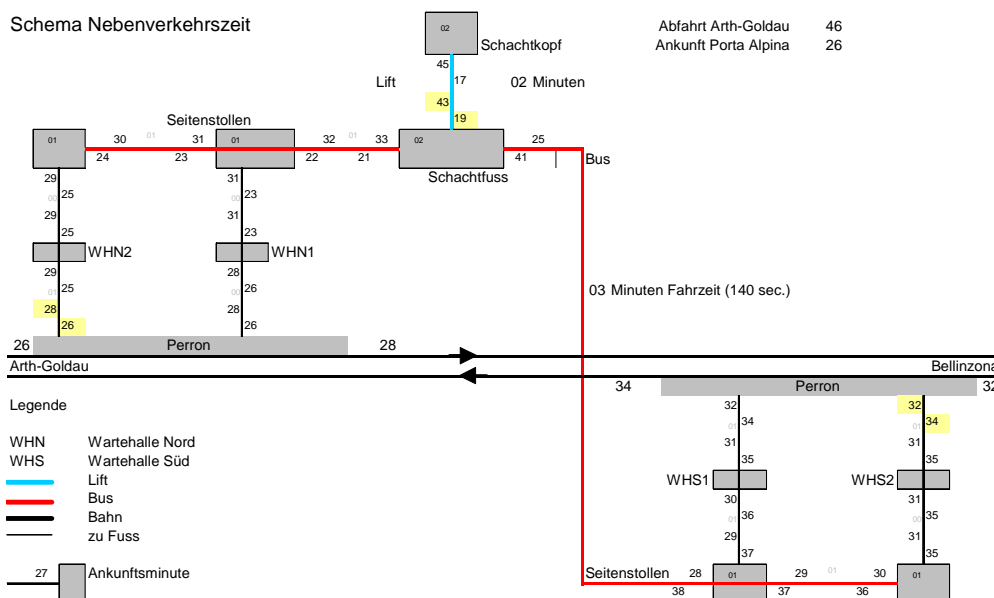 Schema Nebenverkehrszeit
Abfahrt Arth-Goldau 46
Ankunft Porta Alpina 26
02
Schachtkopf
45
17
Lift
02 Minuten
43
19
Seitenstollen
01
30
01
31
01
32
01
33
02
25
24
23
22
21
41
Bus
Schachtfuss
29
25
00
29
25
31
23
31
23
WHN2
WHN1
29
25
01
28
26
28
26
00
28
26
03 Minuten Fahrzeit (140 sec.)
26
Perron
28
Arth-Goldau
Bellinzona
34
Perron
32
Legende
32
34
01
31
35
32
34
01
31
35
WHN Wartehalle Nord
WHS Wartehalle Süd
Lift
Bus
Bahn
zu Fuss
WHS1
WHS2
30
36
01
29
37
31
35
00
31
35
27
Ankunftsminute
Seitenstollen
28
01
29
01
30
01
38
37
36